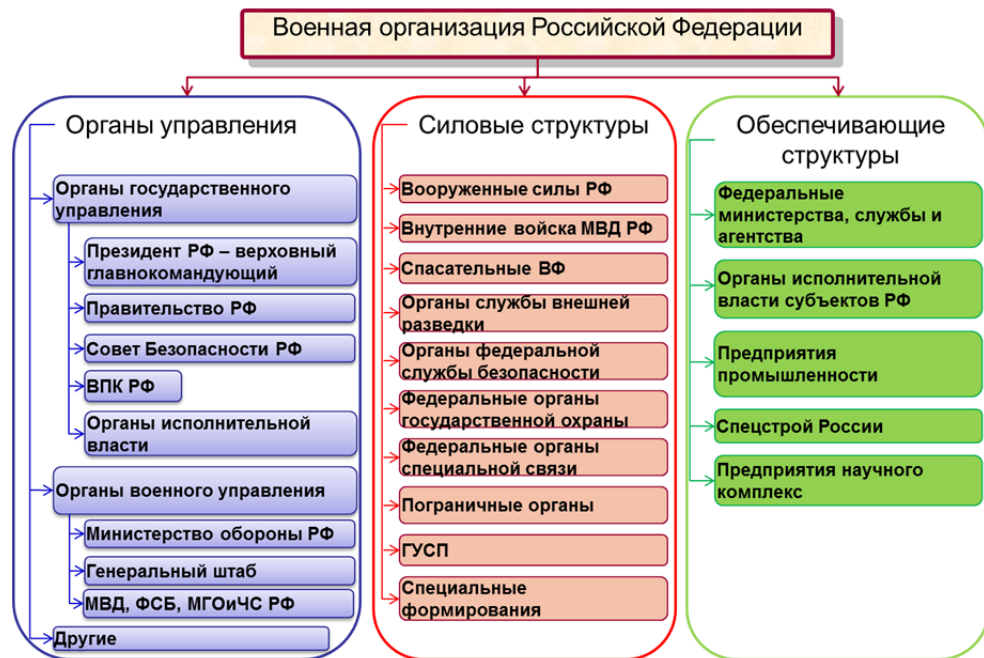 Военная организация Российской Федерации
Органы управления
Органы государственного
управления
Президент РФ – верховный
главнокомандующий
Правительство РФ
Совет Безопасности РФ
ВПК РФ
Органы исполнительной
власти
Органы военного управления
Министерство обороны РФ
Генеральный штаб
МВД, ФСБ, МГОиЧС РФ
Другие
Силовые структуры
Вооруженные силы РФ
Внутренние войска МВД РФ
Спасательные ВФ
Органы службы внешней
разведки
Органы федеральной
службы безопасности
Федеральные органы
государственной охраны
Федеральные органы
специальной связи
Пограничные органы
ГУСП
Специальные
формирования
Обеспечивающие
структуры
Федеральные
министерства, службы и
агентства
Органы исполнительной
власти субъектов РФ
Предприятия
промышленности
Спецстрой России
Предприятия научного
комплекс